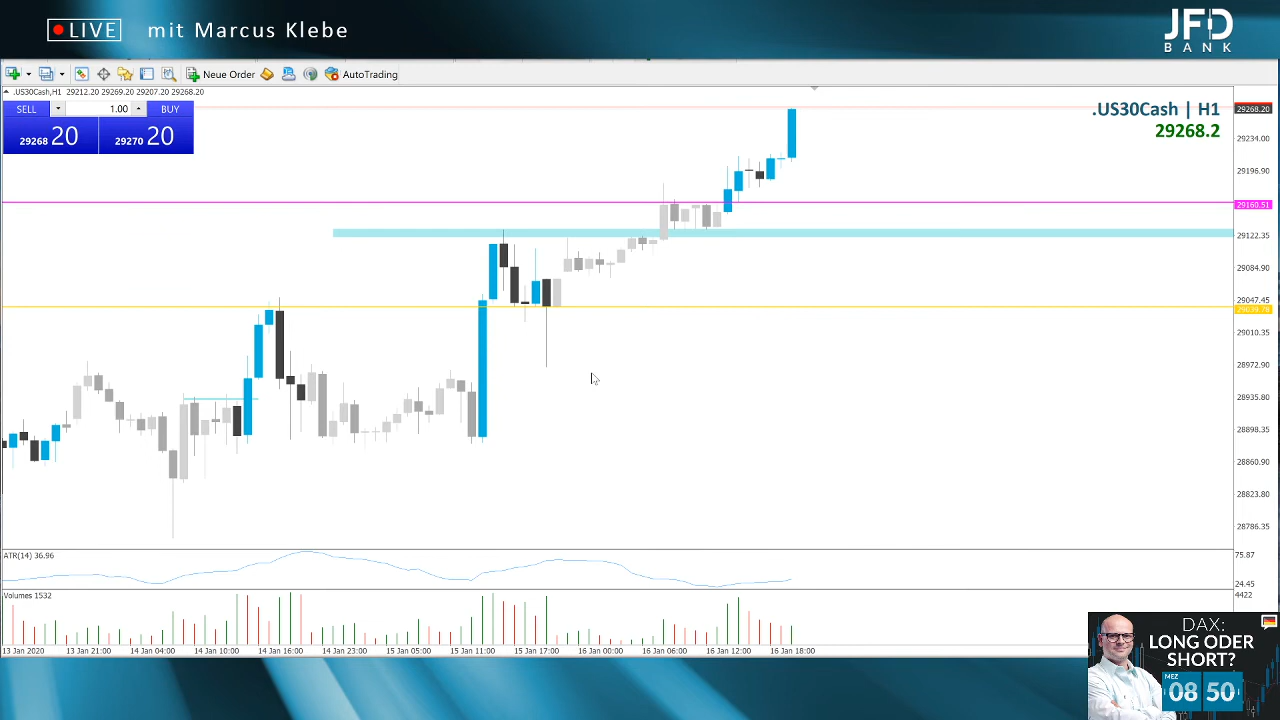 LIVE mit Marcus Klebe
JFD
BANK
Neue Order AutoTrading
.US30Cash,H1 29212.20 29269.20 29207.20 29268.20
SELL 1.00 BUY
29268 20 29270 20
.US30Cash | H1
29268.2
29268.20
29234.00
29196.90
29160.51
29122.35
29084.90
29047.45
29039.78
29010.35
28972.90
28935.80
28898.35
28860.90
28823.80
28786.35
ATR(14) 36.96
75.87
24.45
Volumes 1532
4422
13 Jan 2020 13 Jan 21:00 14 Jan 04:00 14 Jan 10:00 14 Jan 16:00 14 Jan 23:00 15 Jan 05:00 15 Jan 11:00 15 Jan 17:00 16 Jan 00:00 16 Jan 06:00 16 Jan 12:00 16 Jan 18:00
DAX:
LONG ODER
SHORT?
MEZ
08 50